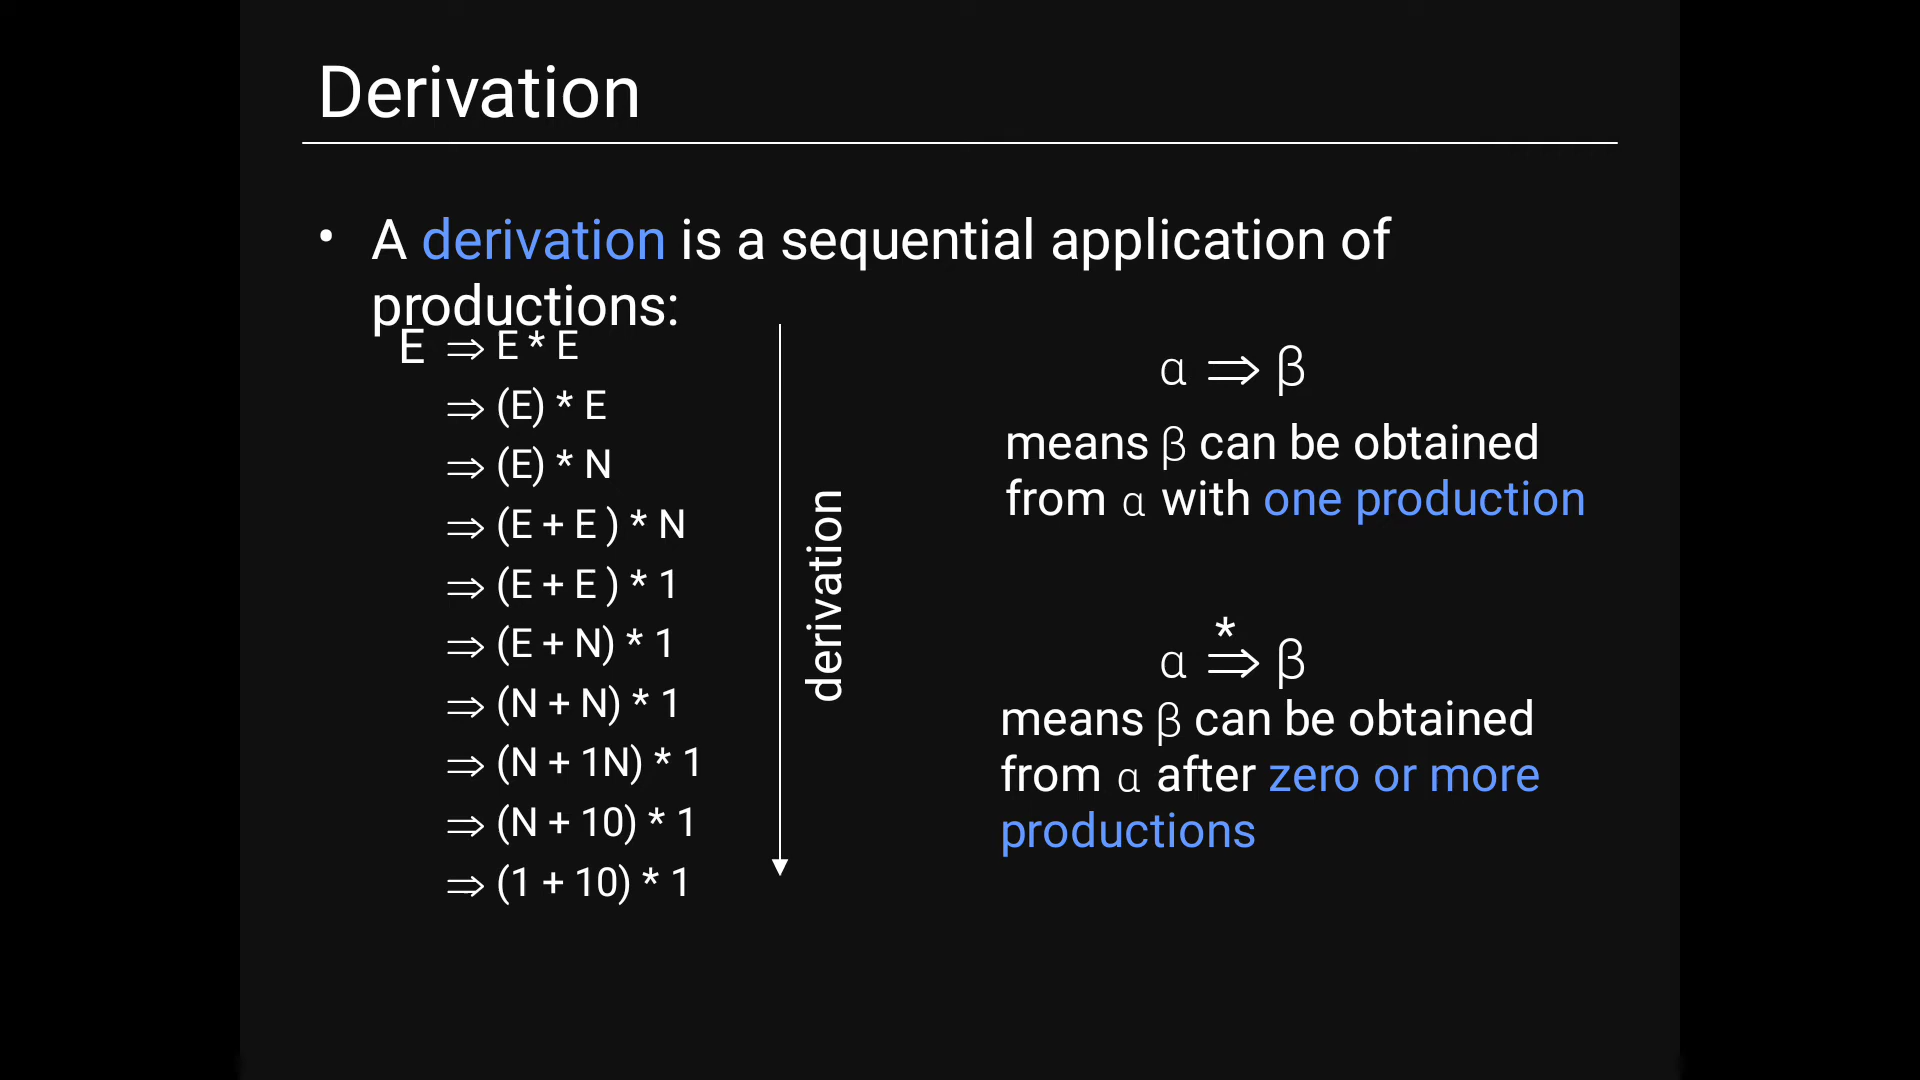 Derivation
• A derivation is a sequential application of
productions:
E ⇒ E * E
⇒ (E) * E
⇒ (E) * N
⇒ (E + E ) * N
⇒ (E + E ) * 1
⇒ (E + N) * 1
⇒ (N + N) * 1
⇒ (N + 1N) * 1
⇒ (N + 10) * 1
⇒ (1 + 10) * 1
derivation
α ⇒ β
means β can be obtained
from α with one production
*
α ⇒ β
means β can be obtained
from α after zero or more
productions